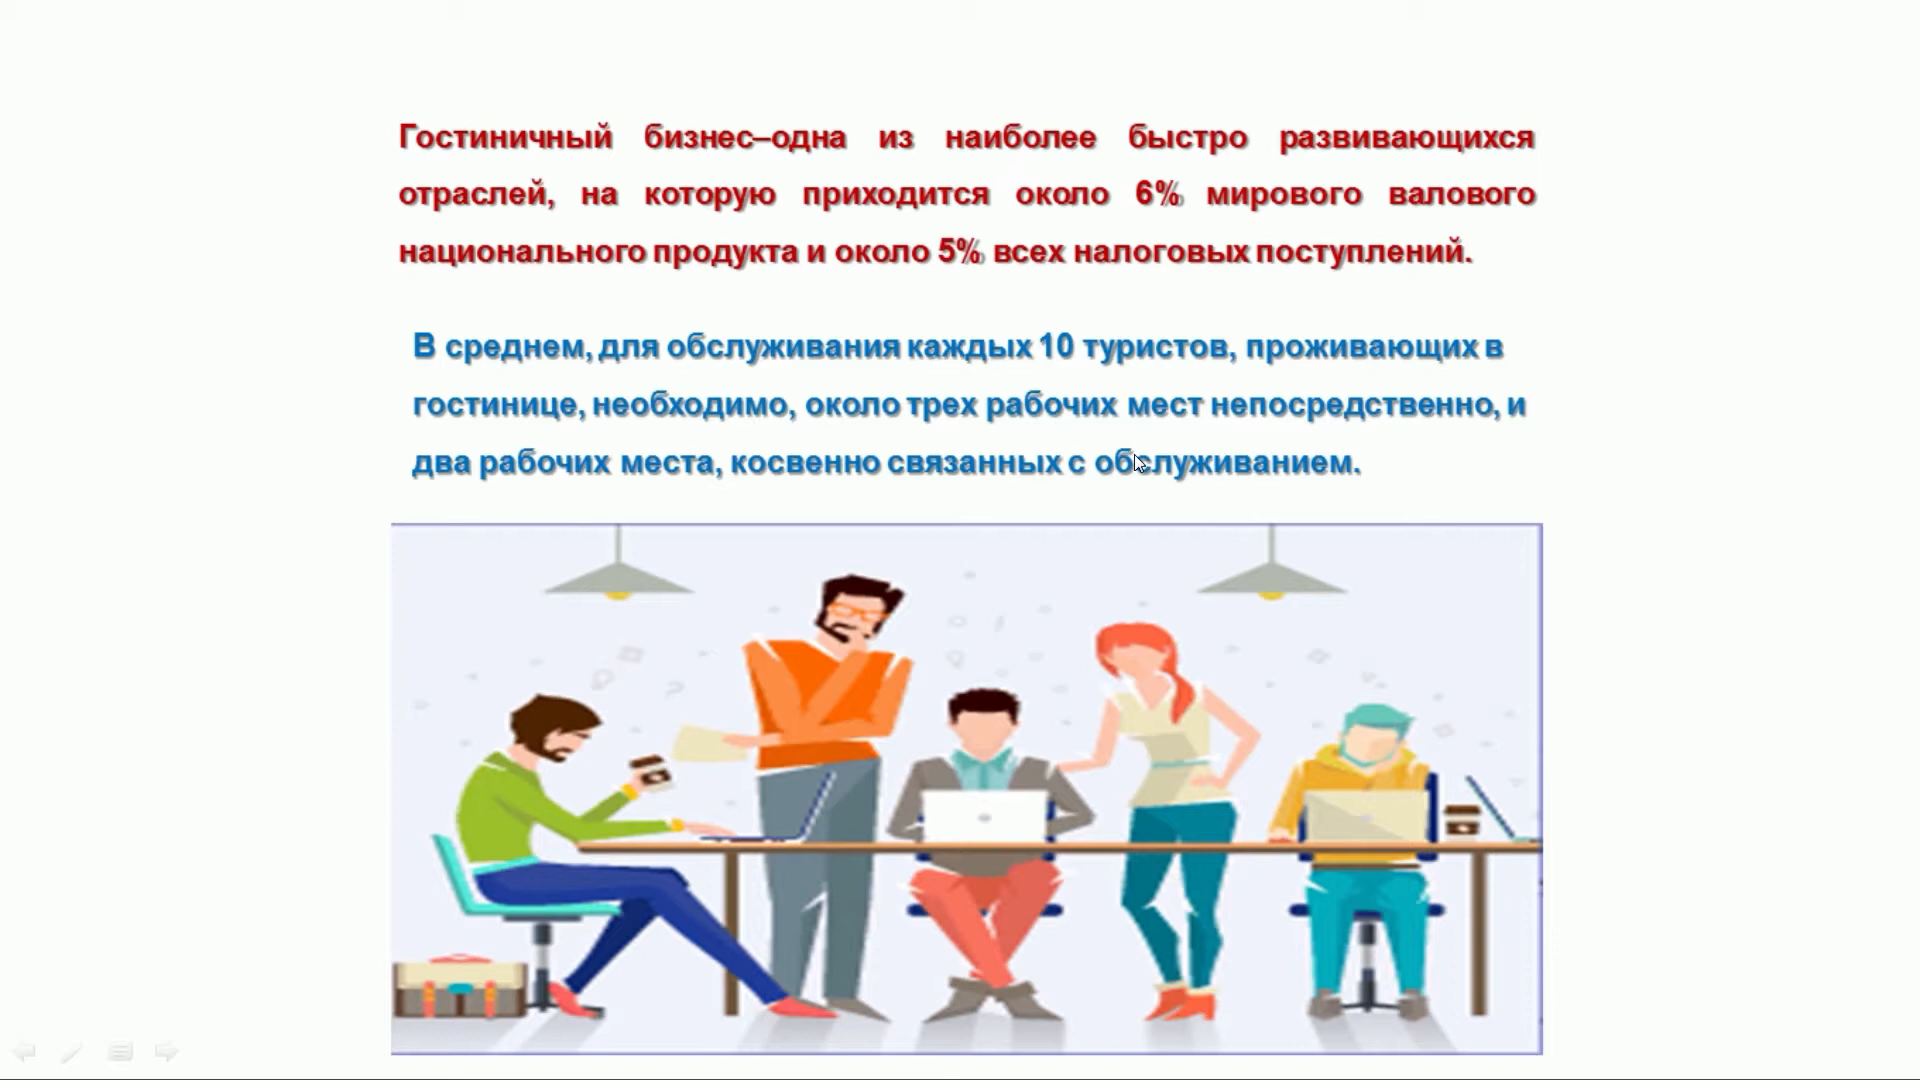 Гостиничный бизнес–одна из наиболее быстро развивающихся
отраслей, на которую приходится около 6% мирового валового
национального продукта и около 5% всех налоговых поступлений.
В среднем, для обслуживания каждых 10 туристов, проживающих в
гостинице, необходимо, около трех рабочих мест непосредственно, и
два рабочих места, косвенно связанных с обслуживанием.